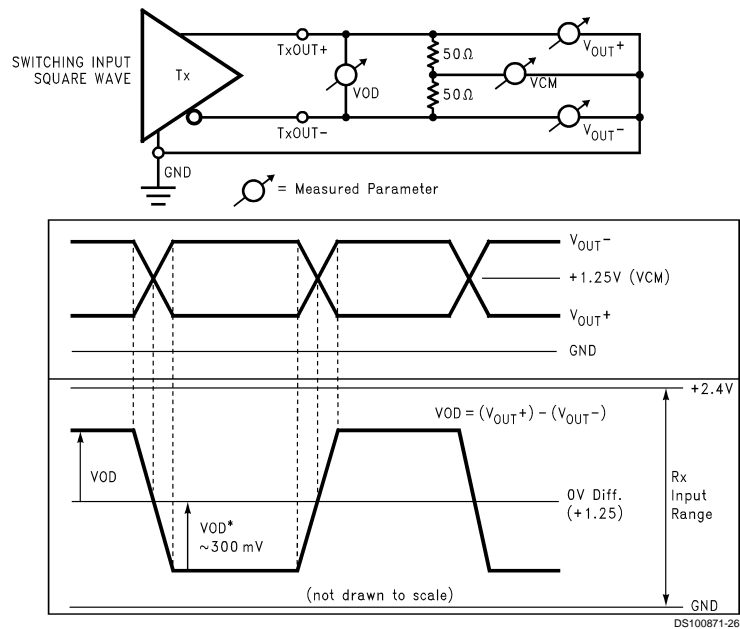 SWITCHING INPUT
SQUARE WAVE
Tx
TxOUT+
TxOUT-
VOD
50Ω
50Ω
VCM
VOUT+
VOUT-
GND
= Measured Parameter
VOUT-
+1.25V (VCM)
VOUT+
GND
+2.4V
VOD = (VOUT+) - (VOUT-)
VOD
VOD*
~300 mV
0V Diff.
(+1.25)
Rx
Input
Range
(not drawn to scale)
GND
DS100871-26